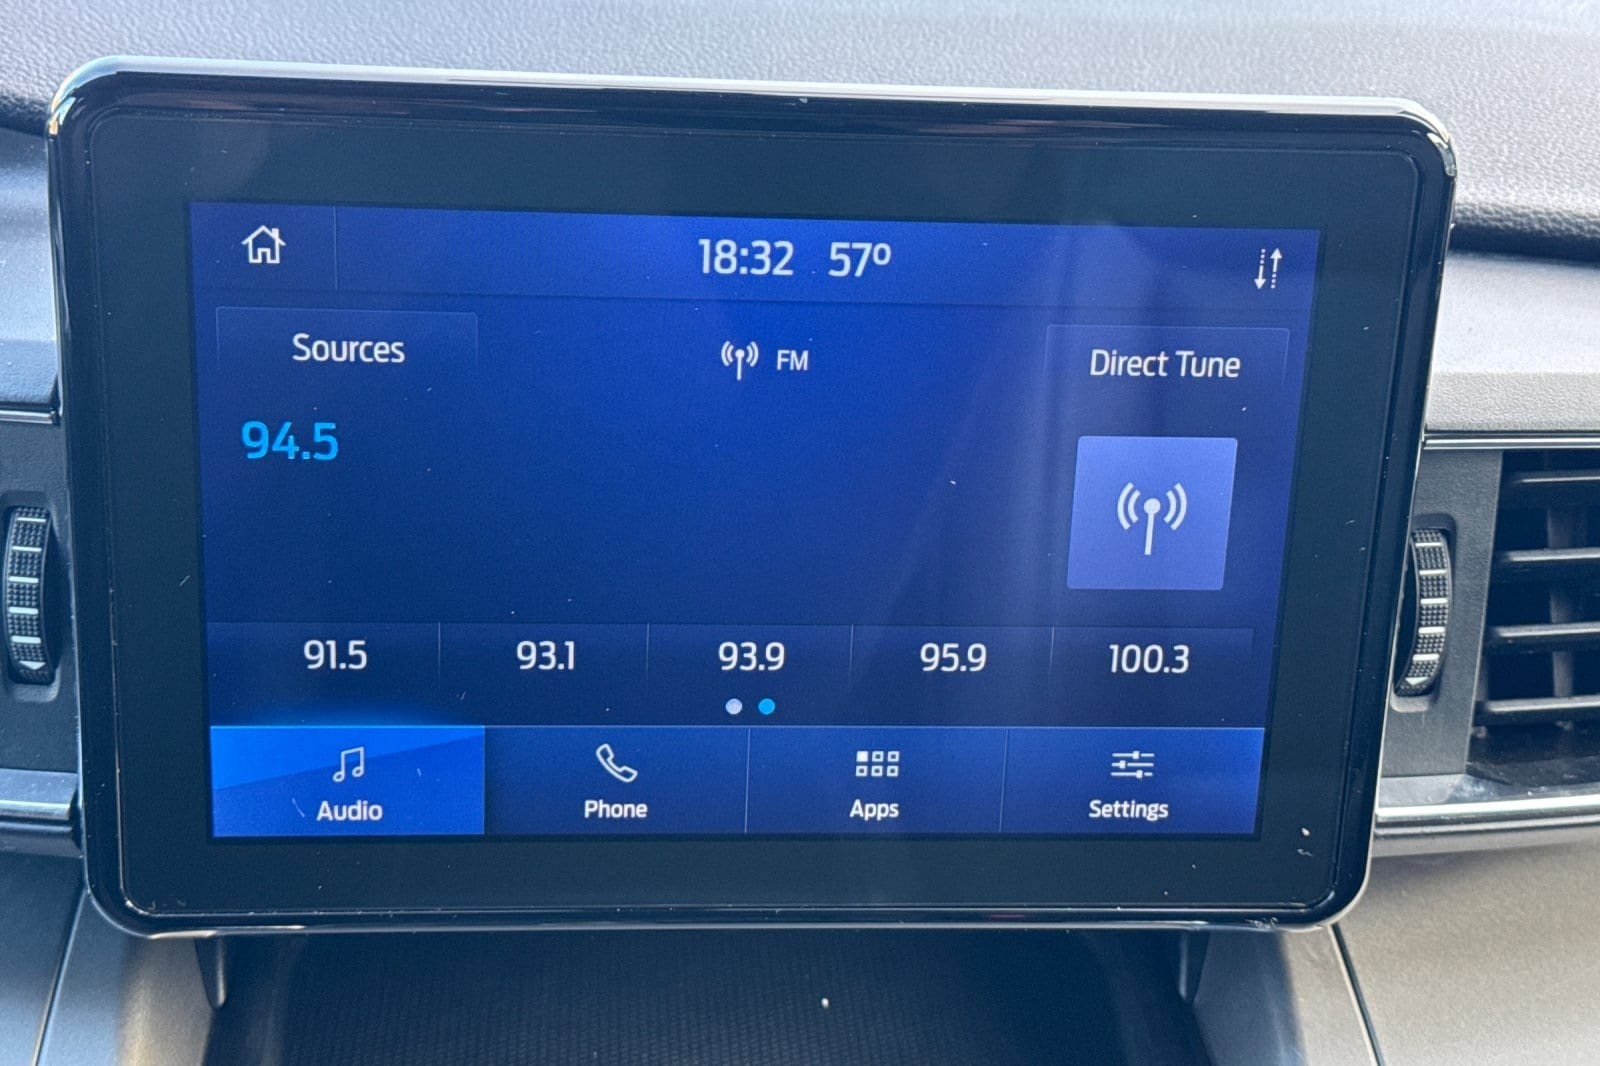 18:32 57°
Sources
FM
Direct Tune
94.5
91.5 93.1 93.9 95.9 100.3
Audio Phone Apps Settings